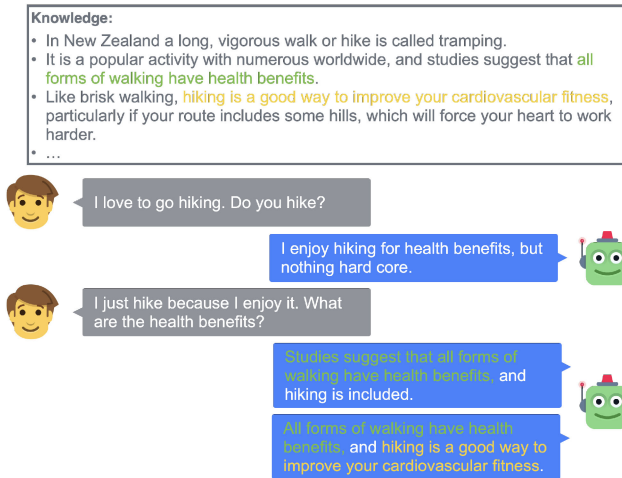 Knowledge:
• In New Zealand a long, vigorous walk or hike is called tramping.
• It is a popular activity with numerous worldwide, and studies suggest that all
forms of walking have health benefits.
• Like brisk walking, hiking is a good way to improve your cardiovascular fitness,
particularly if your route includes some hills, which will force your heart to work
harder.
• ...
I love to go hiking. Do you hike?
I enjoy hiking for health benefits, but
nothing hard core.
I just hike because I enjoy it. What
are the health benefits?
Studies suggest that all forms of
walking have health benefits, and
hiking is included.
All forms of walking have health
benefits, and hiking is a good way to
improve your cardiovascular fitness.